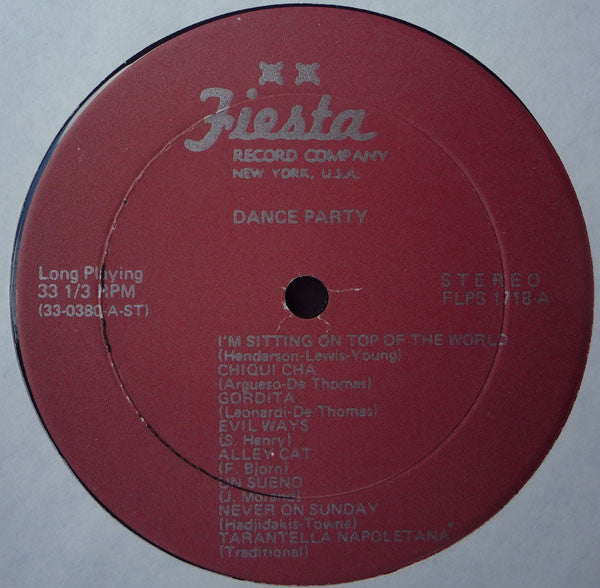 Fiesta
RECORD COMPANY
NEW YORK, U.S.A.
DANCE PARTY
Long Playing
33 1/3 RPM
(33-0380-A-ST)
STEREO
FLPS 1718-A
I'M SITTING ON TOP OF THE WORLD
(Henderson-Lewis-Young)
CHIQUI CHA
(Argueso-De Thomas)
GORDITA
(Leonardi-De Thomas)
EVIL WAYS
(S. Henry)
ALLEY CAT
(F. Bjorn)
UN SUENO
(J. Morand)
NEVER ON SUNDAY
(Hadjidakis-Towne)
TARANTELLA NAPOLETANA
(Traditional)